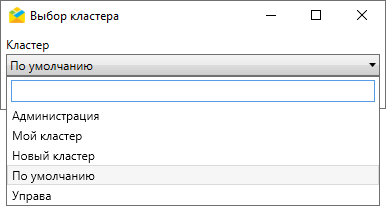 Выбор кластера
Кластер
По умолчанию
Администрация
Мой кластер
Новый кластер
По умолчанию
Управа